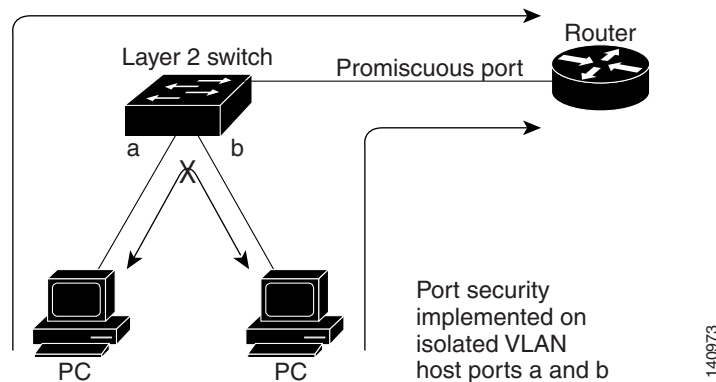 Router
Layer 2 switch
Promiscuous port
a
b
X
Port security
implemented on
isolated VLAN
host ports a and b
PC
PC
140973